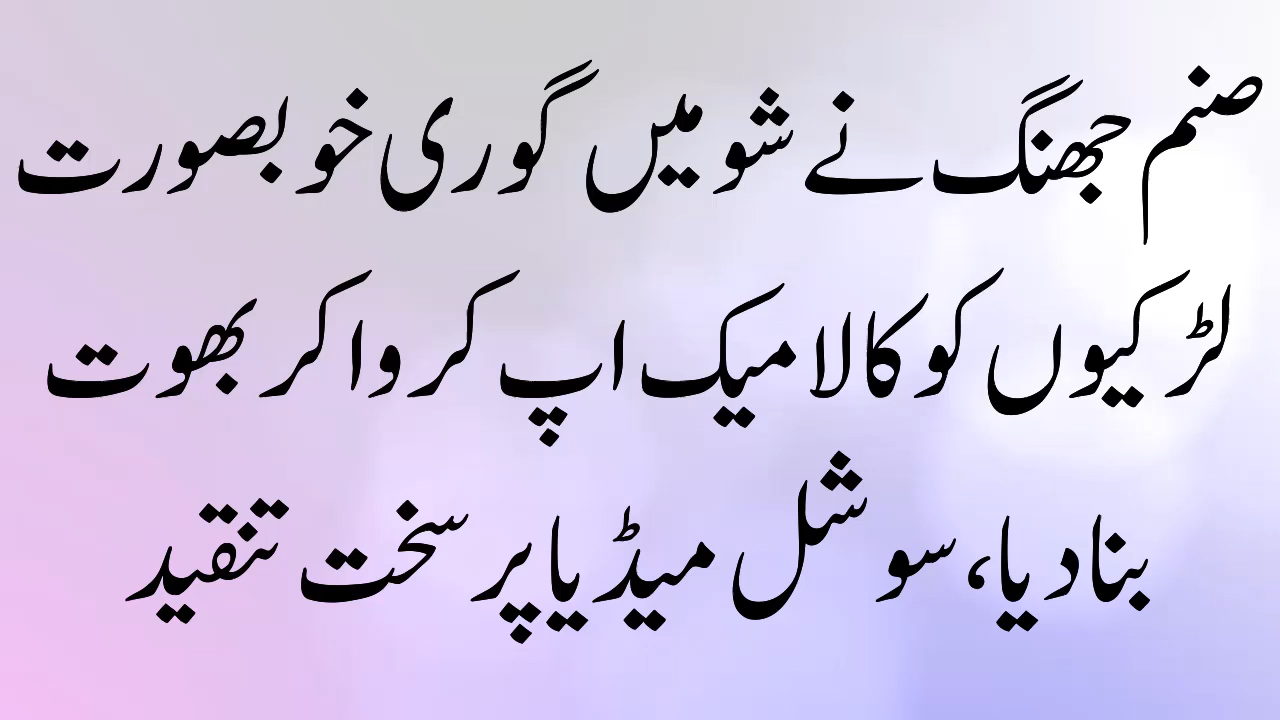 صنم جھنگ نے شو میں گوری خوبصورت
لڑکیوں کو کالا میک اپ کروا کر بھوت
بنا دیا، سوشل میڈیا پر سخت تنقید